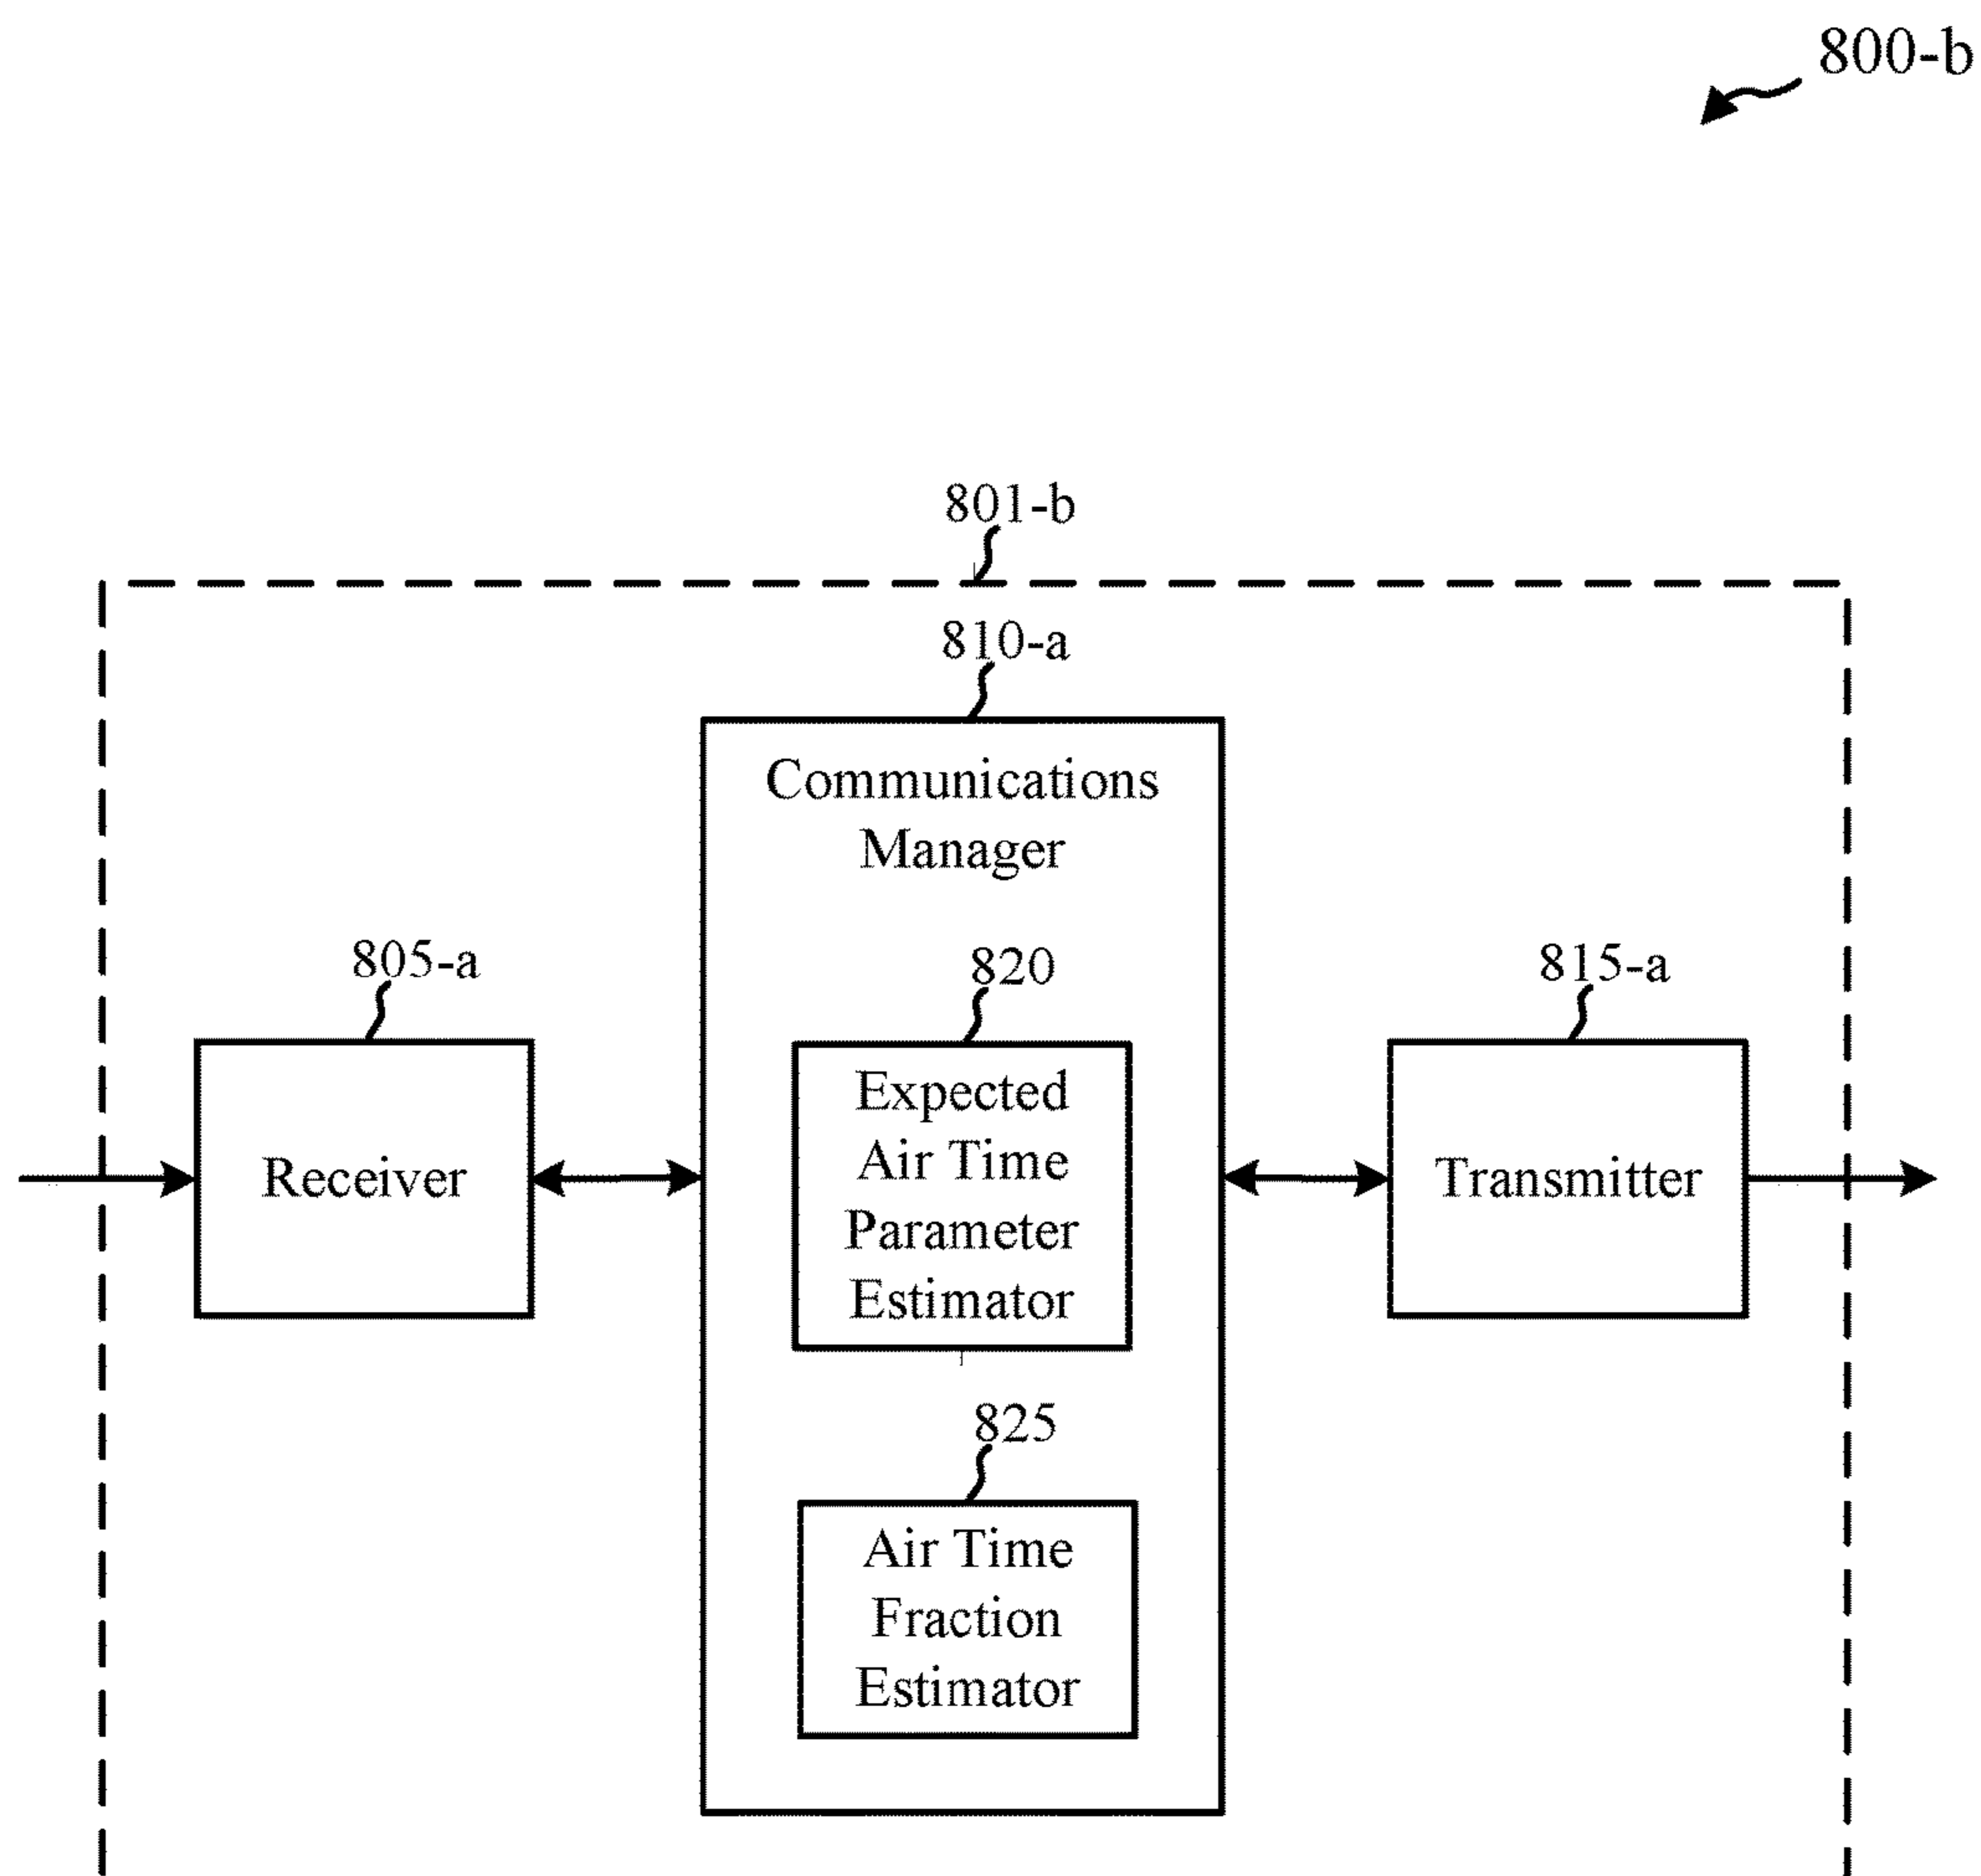 800-b
801-b
810-a
Communications
Manager
805-a
820
815-a
Expected
Air Time
Parameter
Estimator
Receiver
Transmitter
825
Air Time
Fraction
Estimator